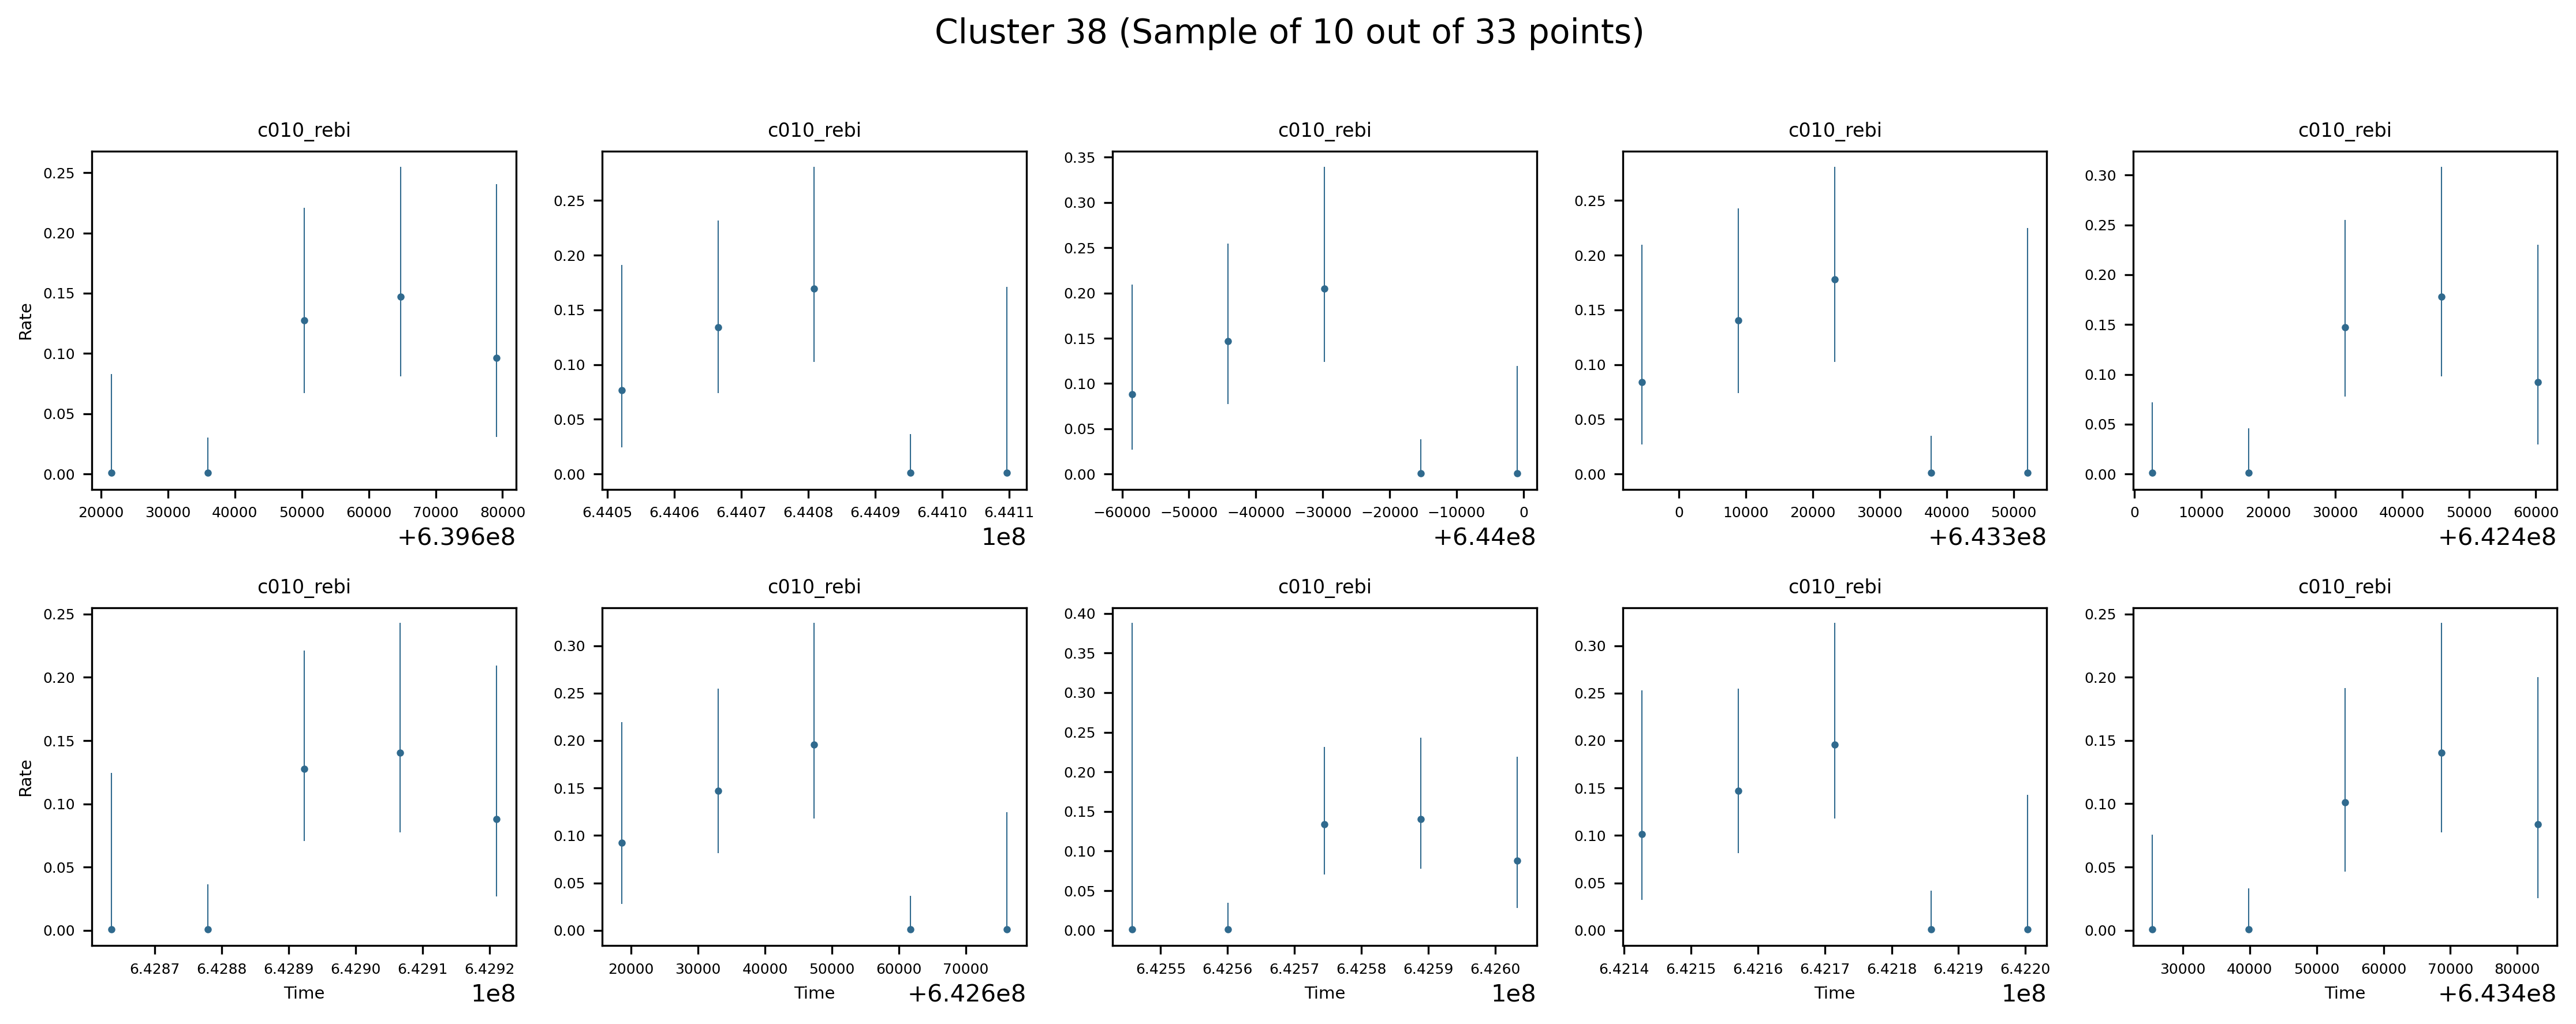 Cluster 38 (Sample of 10 out of 33 points)
c010_rebi c010_rebi c010_rebi c010_rebi c010_rebi
Rate
0.25
0.20
0.15
0.10
0.05
0.00
20000 30000 40000 50000 60000 70000 80000
+6.396e8
0.25
0.20
0.15
0.10
0.05
0.00
6.4405 6.4406 6.4407 6.4408 6.4409 6.4410 6.4411
1e8
0.35
0.30
0.25
0.20
0.15
0.10
0.05
0.00
−60000 −50000 −40000 −30000 −20000 −10000 0
+6.44e8
0.25
0.20
0.15
0.10
0.05
0.00
0 10000 20000 30000 40000 50000
+6.433e8
0.30
0.25
0.20
0.15
0.10
0.05
0.00
0 10000 20000 30000 40000 50000 60000
+6.424e8
c010_rebi c010_rebi c010_rebi c010_rebi c010_rebi
Rate
0.25
0.20
0.15
0.10
0.05
0.00
6.4287 6.4288 6.4289 6.4290 6.4291 6.4292
Time
1e8
0.30
0.25
0.20
0.15
0.10
0.05
0.00
20000 30000 40000 50000 60000 70000
Time
+6.426e8
0.40
0.35
0.30
0.25
0.20
0.15
0.10
0.05
0.00
6.4255 6.4256 6.4257 6.4258 6.4259 6.4260
Time
1e8
0.30
0.25
0.20
0.15
0.10
0.05
0.00
6.4214 6.4215 6.4216 6.4217 6.4218 6.4219 6.4220
Time
1e8
0.25
0.20
0.15
0.10
0.05
0.00
30000 40000 50000 60000 70000 80000
Time
+6.434e8